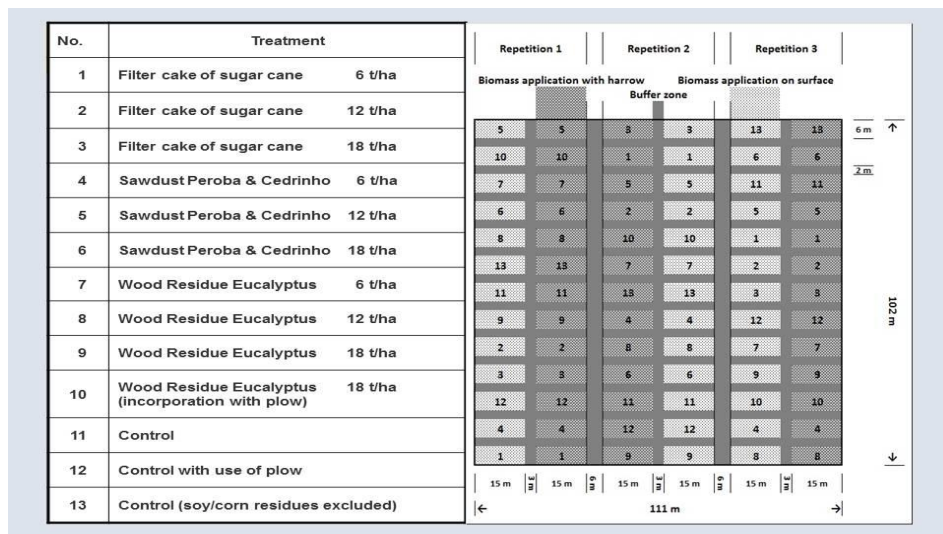 No. Treatment
1 Filter cake of sugar cane 6 t/ha
2 Filter cake of sugar cane 12 t/ha
3 Filter cake of sugar cane 18 t/ha
4 Sawdust Peroba & Cedrinho 6 t/ha
5 Sawdust Peroba & Cedrinho 12 t/ha
6 Sawdust Peroba & Cedrinho 18 t/ha
7 Wood Residue Eucalyptus 6 t/ha
8 Wood Residue Eucalyptus 12 t/ha
9 Wood Residue Eucalyptus 18 t/ha
10 Wood Residue Eucalyptus 18 t/ha
(incorporation with plow)
11 Control
12 Control with use of plow
13 Control (soy/corn residues excluded)
Repetition 1 Repetition 2 Repetition 3
Biomass application with harrow Biomass application on surface
Buffer zone
5 5 3 3 13 13 6 m
10 10 1 1 6 6 2 m
7 7 5 5 11 11
6 6 2 2 5 5
8 8 10 10 1 1
13 13 7 7 2 2
11 11 13 13 3 3
9 9 4 4 12 12
2 2 8 8 7 7
3 3 6 6 9 9
12 12 11 11 10 10
4 4 12 12 4 4
1 1 9 9 8 8
102 m
15 m 3 m 15 m 6 m 15 m 3 m 15 m 6 m 15 m 3 m 15 m
111 m